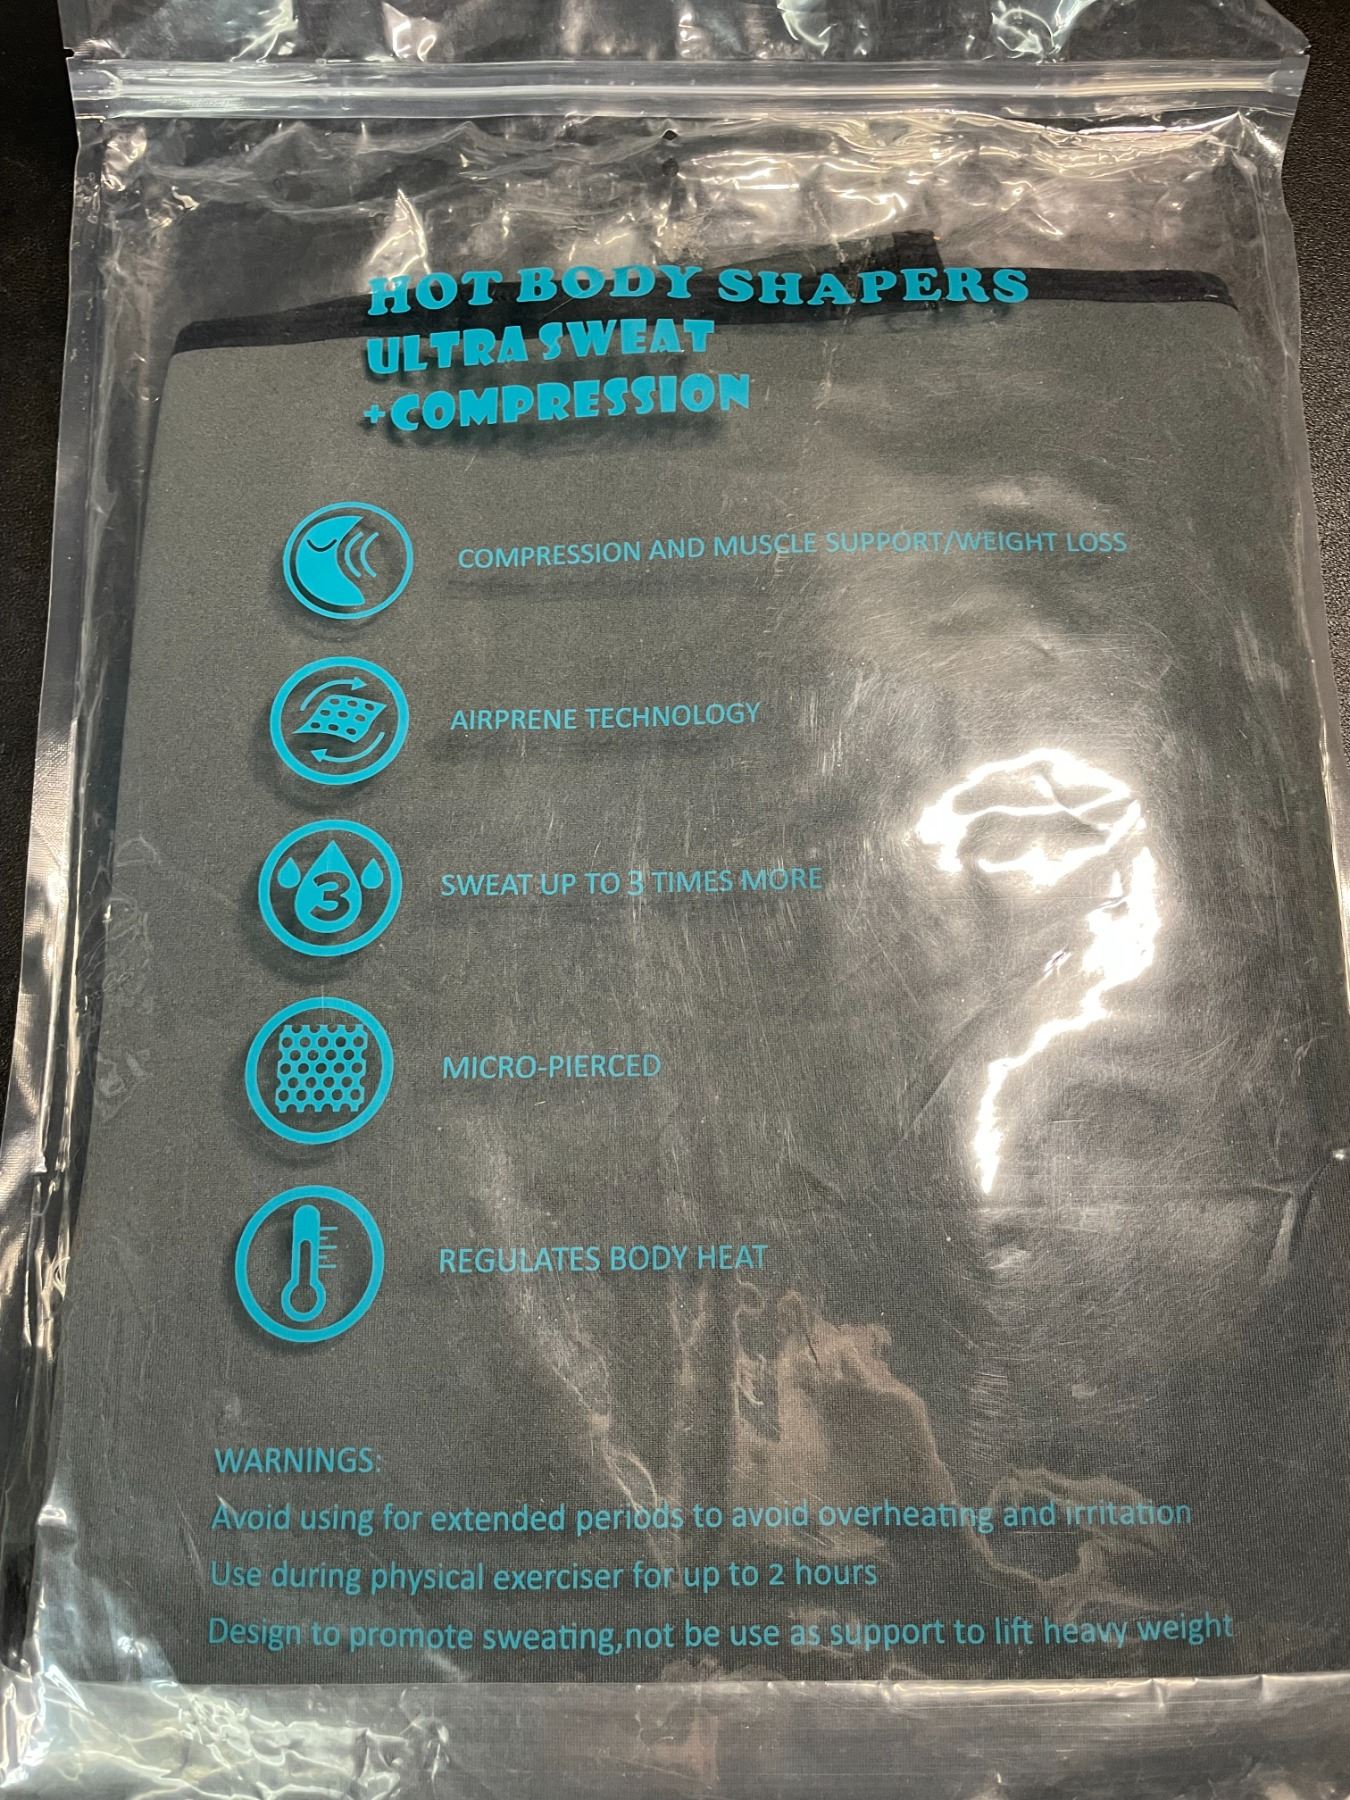 HOT BODY SHAPERS
ULTRA SWEAT
+COMPRESSION
COMPRESSION AND MUSCLE SUPPORT/WEIGHT LOSS
AIRPRENE TECHNOLOGY
3
SWEAT UP TO 3 TIMES MORE
MICRO-PIERCED
REGULATES BODY HEAT
WARNINGS:
Avoid using for extended periods to avoid overheating and irritation
Use during physical exerciser for up to 2 hours
Design to promote sweating,not be use as support to lift heavy weight